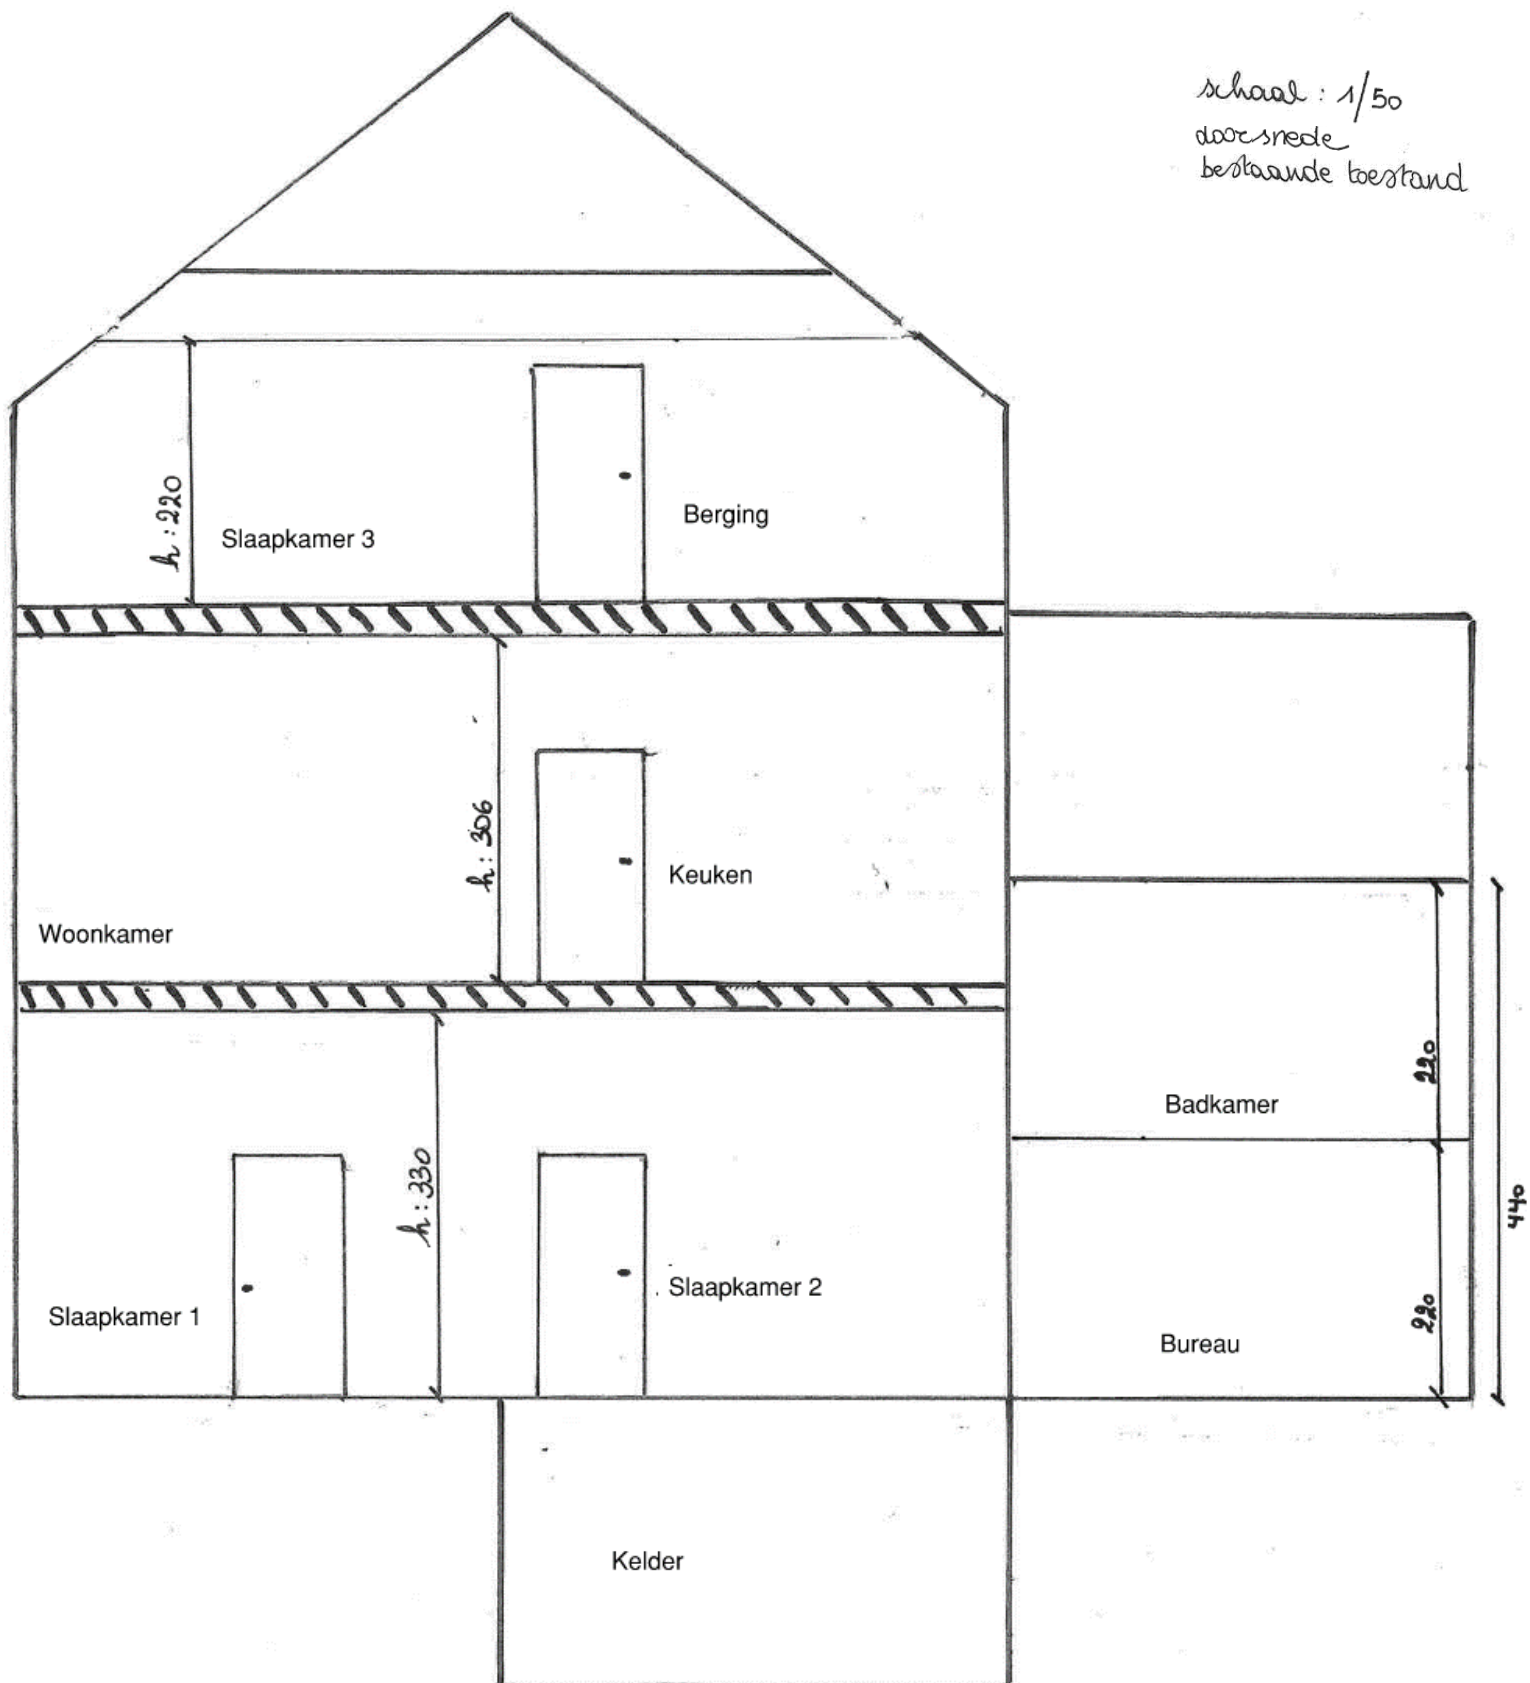 schaal : 1/50
doorsnede
bestaande toestand
h : 220
Slaapkamer 3
Berging
h : 306
Keuken
Woonkamer
220
Badkamer
h : 330
440
Slaapkamer 2
Slaapkamer 1
220
Bureau
Kelder